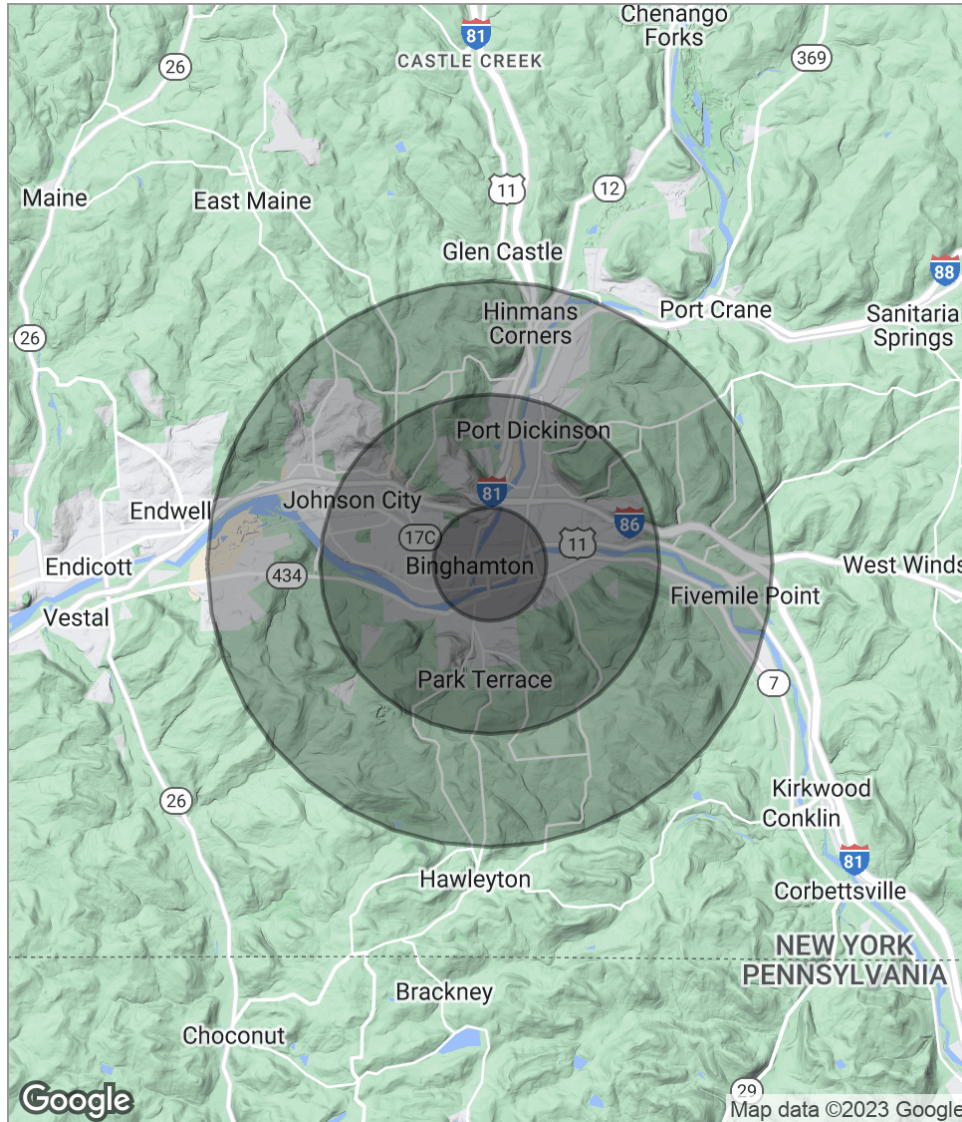 Chenango
Forks
81
369
CASTLE CREEK
26
11
12
Maine
East Maine
Glen Castle
88
Hinmans
Corners
Port Crane
Sanitarian
Springs
26
Port Dickinson
81
Johnson City
Endwell
86
17C
11
Binghamton
Endicott
434
West Winds
Fivemile Point
Vestal
Park Terrace
7
26
Kirkwood
Conklin
81
Hawleyton
Corbettsville
NEW YORK
PENNSYLVANIA
Brackney
Choconut
29
Google
Map data ©2023 Google